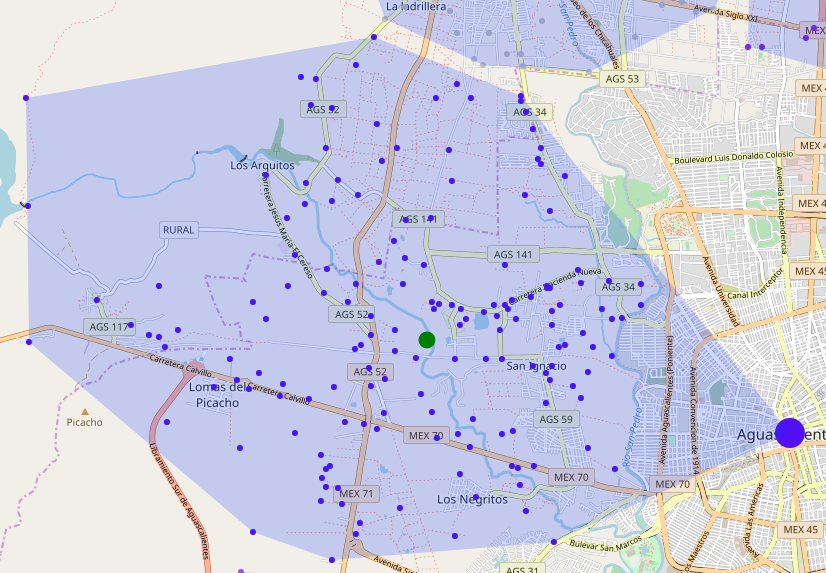 La ladrillera
Avenida Siglo XXI
MEX
San-Pedro
seo de los Chicahuales
AGS 53
MEX 4
AGS 52
AGS 34
MEX 4
Boulevard Luis Donaldo Colosio
Los Arquitos
Avenida Independencia
Carretera Jesús María-El Cereso
MEX 4
AGS 141
RURAL
AGS 141
Avenida Universidad
MEX 45
Carretera Hacienda Nueva
AGS 34
Canal Interceptor
AGS 52
AGS 117
Carretera Calvillo
San Ignacio
AGS 52
Avenida Aguascalientes (Poniente)
Avenida Convención de 1914
Lomas del
Picacho
Carretera Calvillo
Picacho
AGS 59
Río San-Pedro
MEX 70
Libramiento Sur de Aguascalientes
MEX 70
MEX 70
MEX 71
Los Negritos
Avenida Las Américas
MEX 45
Bulevar San Marcos
AGS 31